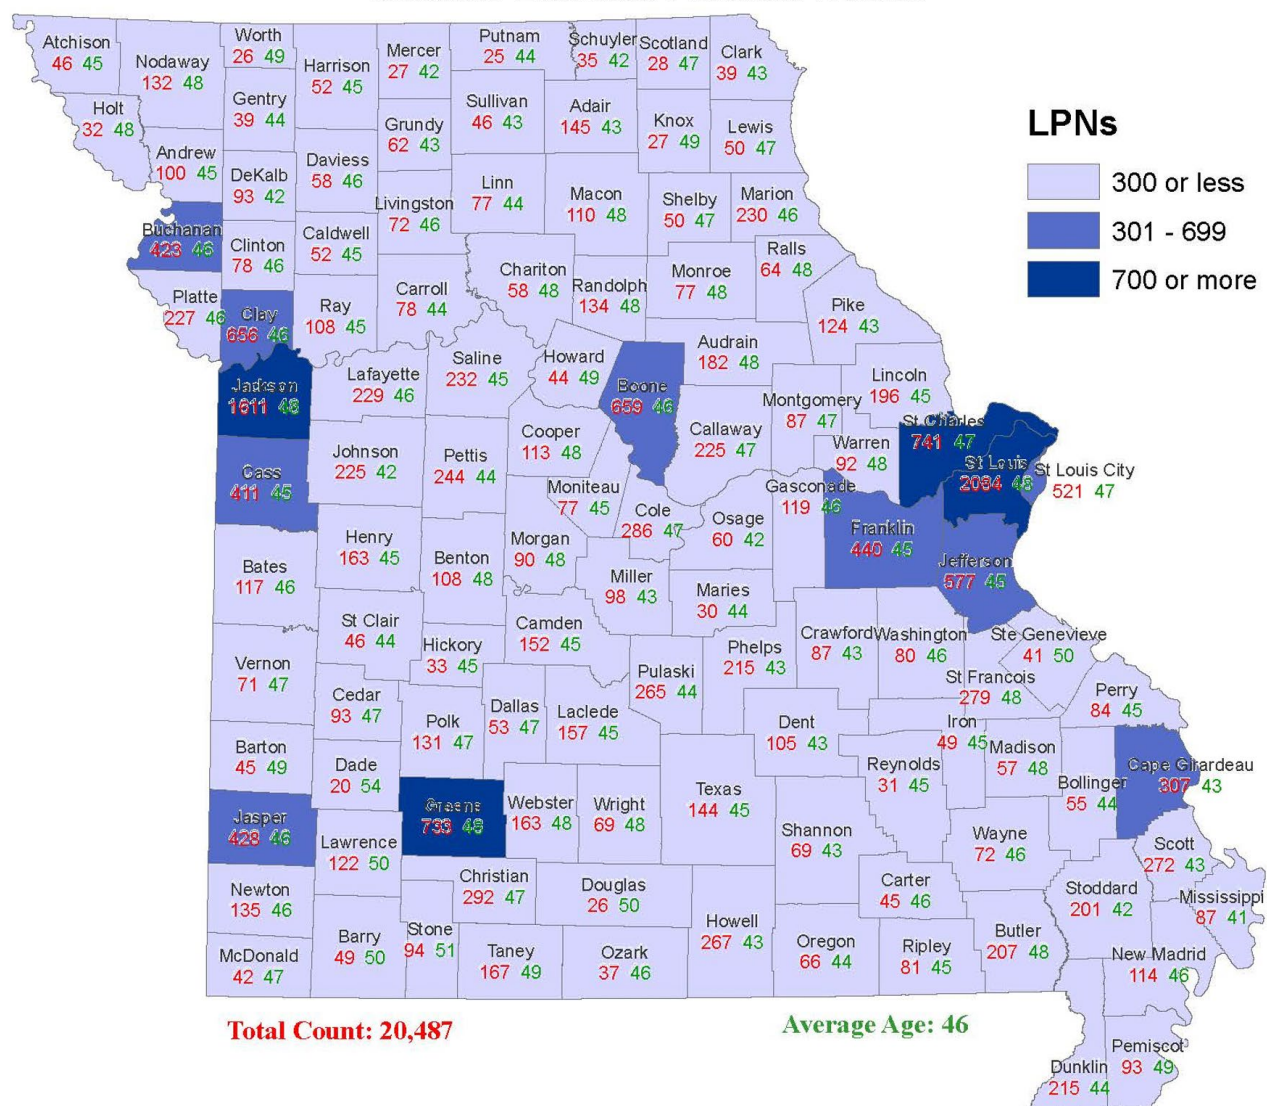 Atchison
46 45
Nodaway
132 48
Worth
26 49
Harrison
52 45
Mercer
27 42
Putnam
25 44
Schuyler
35 42
Scotland
28 47
Clark
39 43
Holt
32 48
Gentry
39 44
Grundy
62 43
Sullivan
46 43
Adair
145 43
Knox
27 49
Lewis
50 47
Andrew
100 45
DeKalb
93 42
Daviess
58 46
Livingston
72 46
Linn
77 44
Macon
110 48
Shelby
50 47
Marion
230 46
Buchanan
423 46
Clinton
78 46
Caldwell
52 45
Chariton
58 48
Randolph
134 48
Monroe
77 48
Ralls
64 48
Platte
227 46
Clay
656 46
Ray
108 45
Carroll
78 44
Pike
124 43
Jackson
1611 48
Lafayette
229 46
Saline
232 45
Howard
44 49
Boone
659 46
Audrain
182 48
Montgomery
87 47
Lincoln
196 45
St Charles
741 47
Cass
411 45
Johnson
225 42
Pettis
244 44
Cooper
113 48
Callaway
225 47
Warren
92 48
St Louis
2084 48
St Louis City
521 47
Moniteau
77 45
Cole
286 47
Osage
60 42
Gasconade
119 46
Franklin
440 45
Jefferson
577 45
Bates
117 46
Henry
163 45
Benton
108 48
Morgan
90 48
Miller
98 43
Maries
30 44
St Clair
46 44
Hickory
33 45
Camden
152 45
Pulaski
265 44
Phelps
215 43
Crawford
87 43
Washington
80 46
Ste Genevieve
41 50
St Francois
279 48
Perry
84 45
Vernon
71 47
Cedar
93 47
Polk
131 47
Dallas
53 47
Laclede
157 45
Dent
105 43
Iron
49 45
Madison
57 48
Bollinger
55 44
Cape Girardeau
307 43
Barton
45 49
Dade
20 54
Reynolds
31 45
Jasper
428 46
Lawrence
122 50
Greene
Webster
163 48
Wright
69 48
Texas
144 45
Shannon
69 43
Wayne
72 46
Scott
272 43
Newton
135 46
Christian
292 47
Douglas
26 50
Howell
267 43
Carter
45 46
Stoddard
201 42
Mississippi
87 41
McDonald
42 47
Barry
49 50
Stone
94 51
Taney
167 49
Ozark
37 46
Oregon
66 44
Ripley
81 45
Butler
207 48
New Madrid
114 46
Dunklin
215 44
Pemiscot
93 49
LPNs
300 or less
301 - 699
700 or more
Total Count: 20,487
Average Age: 46